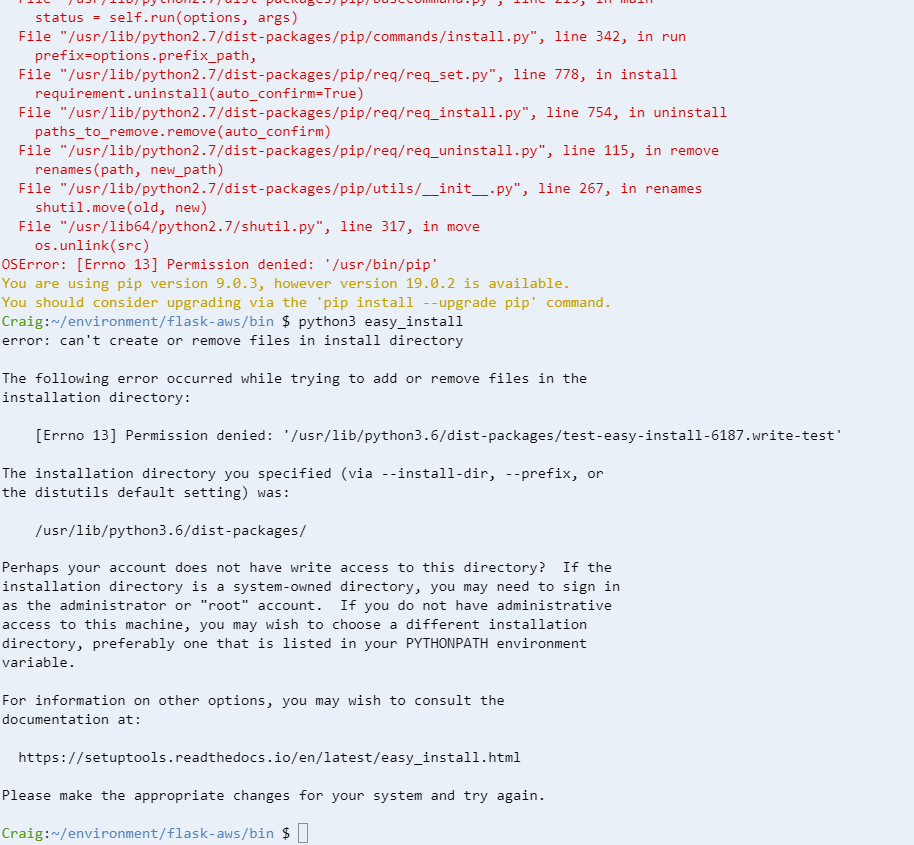 File "/usr/lib/python2.7/dist-packages/pip/basecommand.py", line 215, in main
    status = self.run(options, args)
  File "/usr/lib/python2.7/dist-packages/pip/commands/install.py", line 342, in run
    prefix=options.prefix_path,
  File "/usr/lib/python2.7/dist-packages/pip/req/req_set.py", line 778, in install
    requirement.uninstall(auto_confirm=True)
  File "/usr/lib/python2.7/dist-packages/pip/req/req_install.py", line 754, in uninstall
    paths_to_remove.remove(auto_confirm)
  File "/usr/lib/python2.7/dist-packages/pip/req/req_uninstall.py", line 115, in remove
    renames(path, new_path)
  File "/usr/lib/python2.7/dist-packages/pip/utils/__init__.py", line 267, in renames
    shutil.move(old, new)
  File "/usr/lib64/python2.7/shutil.py", line 317, in move
    os.unlink(src)
OSError: [Errno 13] Permission denied: '/usr/bin/pip'
You are using pip version 9.0.3, however version 19.0.2 is available.
You should consider upgrading via the 'pip install --upgrade pip' command.
Craig:~/environment/flask-aws/bin $ python3 easy_install
error: can't create or remove files in install directory

The following error occurred while trying to add or remove files in the
installation directory:

    [Errno 13] Permission denied: '/usr/lib/python3.6/dist-packages/test-easy-install-6187.write-test'

The installation directory you specified (via --install-dir, --prefix, or
the distutils default setting) was:

    /usr/lib/python3.6/dist-packages/

Perhaps your account does not have write access to this directory?  If the
installation directory is a system-owned directory, you may need to sign in
as the administrator or "root" account.  If you do not have administrative
access to this machine, you may wish to choose a different installation
directory, preferably one that is listed in your PYTHONPATH environment
variable.

For information on other options, you may wish to consult the
documentation at:

  https://setuptools.readthedocs.io/en/latest/easy_install.html

Please make the appropriate changes for your system and try again.

Craig:~/environment/flask-aws/bin $